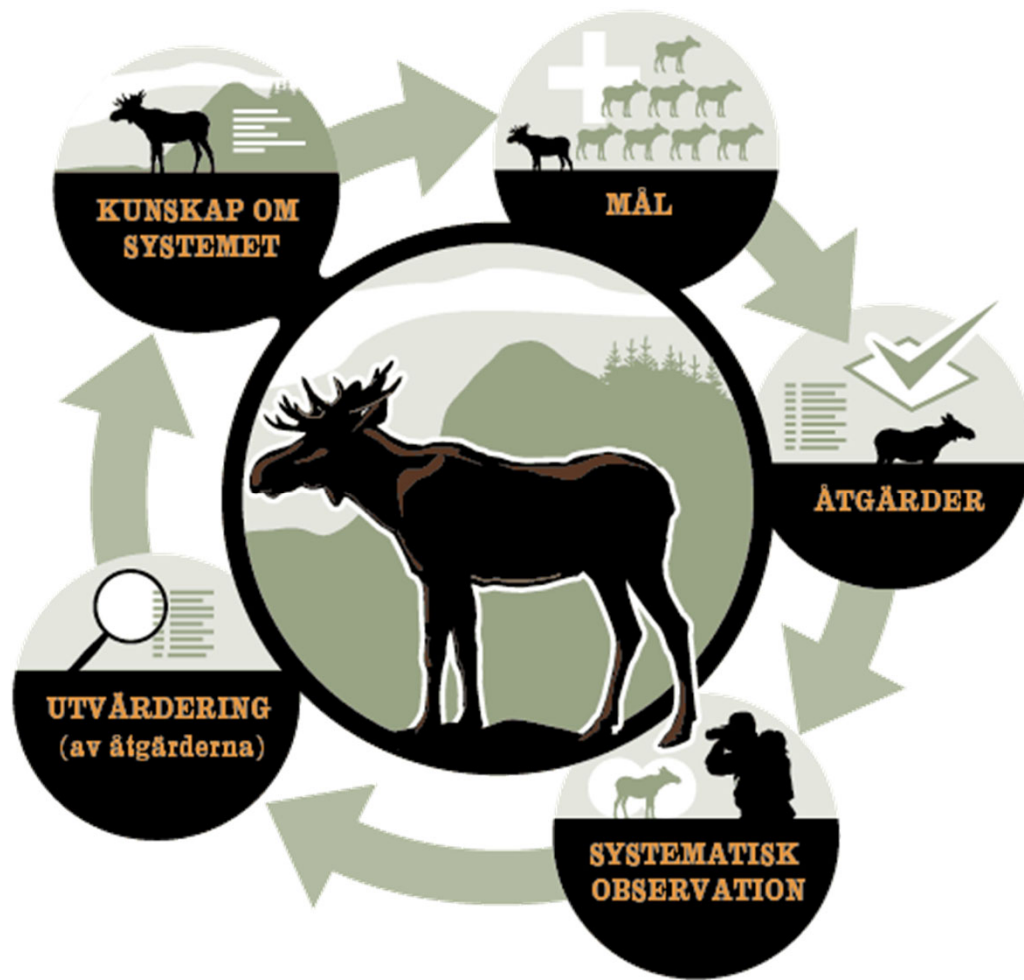 KUNSKAP OM
SYSTEMET
MÅL
ÅTGÄRDER
SYSTEMATISK
OBSERVATION
UTVÄRDERING
(av åtgärderna)